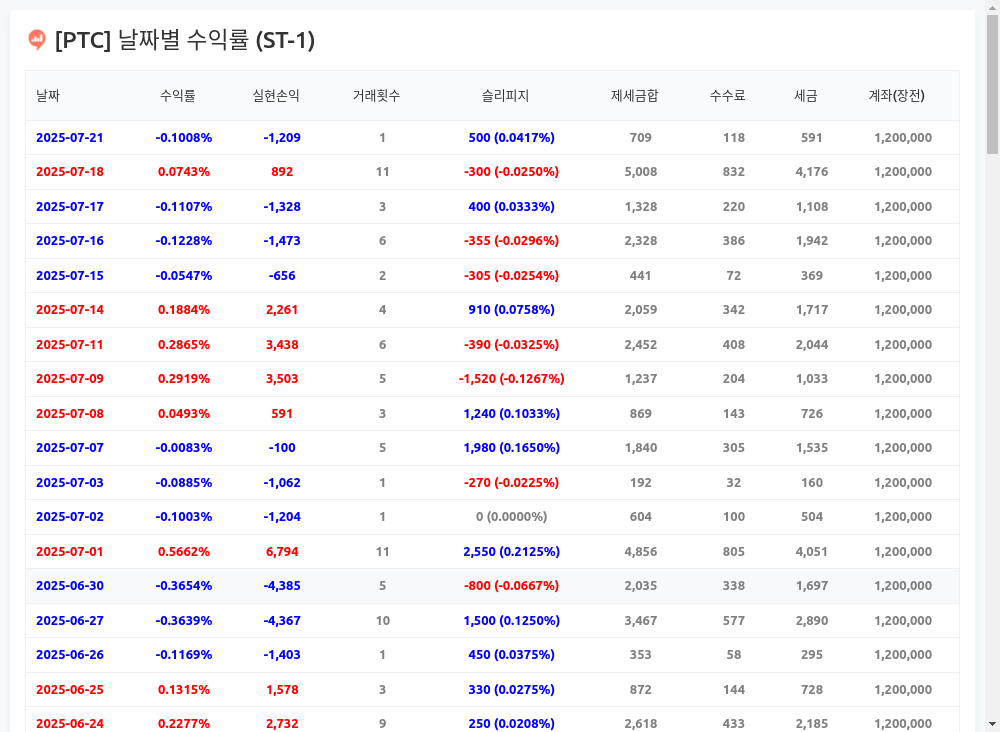 [PTC] 날짜별 수익률 (ST-1)
날짜 수익률 실현손익 거래횟수 슬리피지 제세금합 수수료 세금 계좌(장전)
2025-07-21 -0.1008% -1,209 1 500 (0.0417%) 709 118 591 1,200,000
2025-07-18 0.0743% 892 11 -300 (-0.0250%) 5,008 832 4,176 1,200,000
2025-07-17 -0.1107% -1,328 3 400 (0.0333%) 1,328 220 1,108 1,200,000
2025-07-16 -0.1228% -1,473 6 -355 (-0.0296%) 2,328 386 1,942 1,200,000
2025-07-15 -0.0547% -656 2 -305 (-0.0254%) 441 72 369 1,200,000
2025-07-14 0.1884% 2,261 4 910 (0.0758%) 2,059 342 1,717 1,200,000
2025-07-11 0.2865% 3,438 6 -390 (-0.0325%) 2,452 408 2,044 1,200,000
2025-07-09 0.2919% 3,503 5 -1,520 (-0.1267%) 1,237 204 1,033 1,200,000
2025-07-08 0.0493% 591 3 1,240 (0.1033%) 869 143 726 1,200,000
2025-07-07 -0.0083% -100 5 1,980 (0.1650%) 1,840 305 1,535 1,200,000
2025-07-03 -0.0885% -1,062 1 -270 (-0.0225%) 192 32 160 1,200,000
2025-07-02 -0.1003% -1,204 1 0 (0.0000%) 604 100 504 1,200,000
2025-07-01 0.5662% 6,794 11 2,550 (0.2125%) 4,856 805 4,051 1,200,000
2025-06-30 -0.3654% -4,385 5 -800 (-0.0667%) 2,035 338 1,697 1,200,000
2025-06-27 -0.3639% -4,367 10 1,500 (0.1250%) 3,467 577 2,890 1,200,000
2025-06-26 -0.1169% -1,403 1 450 (0.0375%) 353 58 295 1,200,000
2025-06-25 0.1315% 1,578 3 330 (0.0275%) 872 144 728 1,200,000
2025-06-24 0.2277% 2,732 9 250 (0.0208%) 2,618 433 2,185 1,200,000